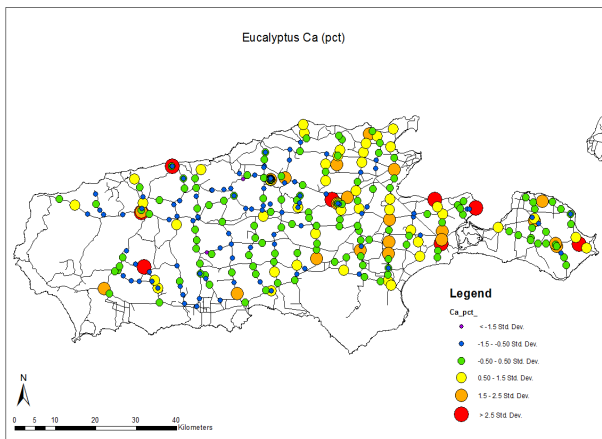 Eucalyptus Ca (pct)
Legend
Ca_pct_
< -1.5 Std. Dev.
-1.5 - -0.50 Std. Dev.
-0.50 - 0.50 Std. Dev.
0.50 - 1.5 Std. Dev.
1.5 - 2.5 Std. Dev.
> 2.5 Std. Dev.
N
0 5 10 20 30 40
Kilometers